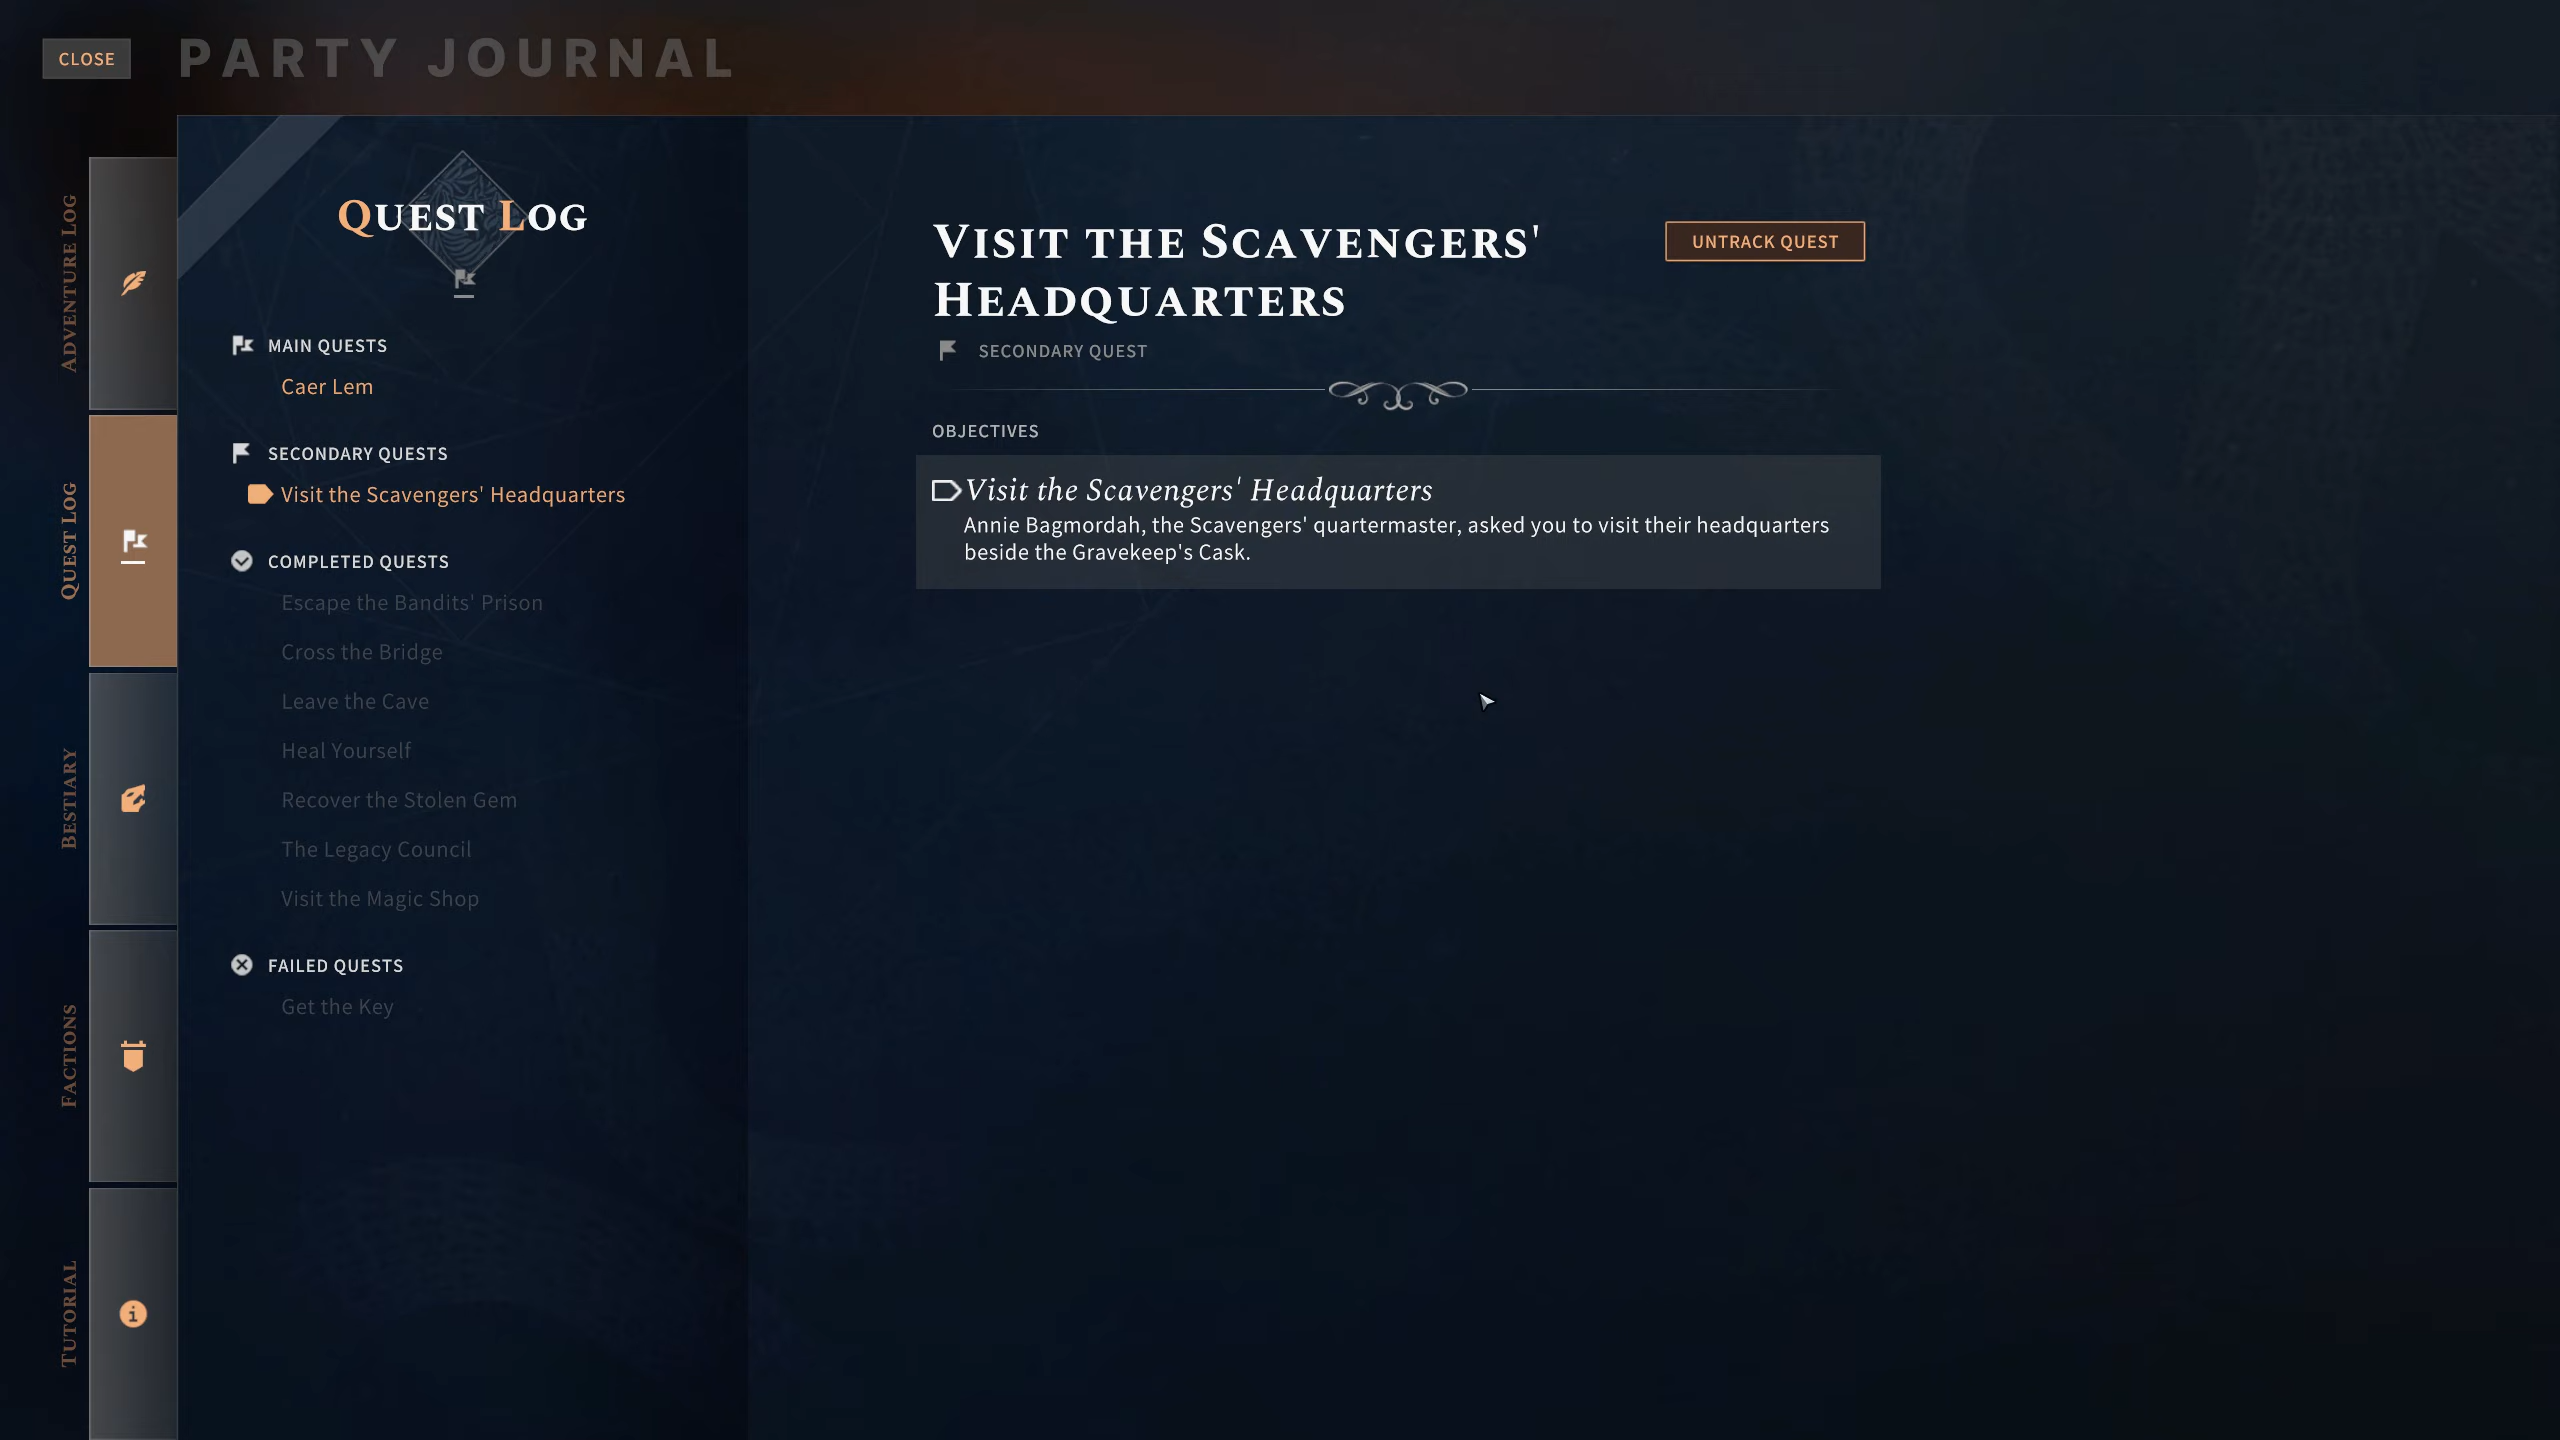 CLOSE
PARTY JOURNAL
ADVENTURE LOG
QUEST LOG
BESTIARY
FACTIONS
TUTORIAL
QUEST LOG
MAIN QUESTS
Caer Lem
SECONDARY QUESTS
Visit the Scavengers' Headquarters
COMPLETED QUESTS
Escape the Bandits' Prison
Cross the Bridge
Leave the Cave
Heal Yourself
Recover the Stolen Gem
The Legacy Council
Visit the Magic Shop
FAILED QUESTS
Get the Key
VISIT THE SCAVENGERS'
HEADQUARTERS
UNTRACK QUEST
SECONDARY QUEST
OBJECTIVES
Visit the Scavengers' Headquarters
Annie Bagmordah, the Scavengers' quartermaster, asked you to visit their headquarters
beside the Gravekeep's Cask.